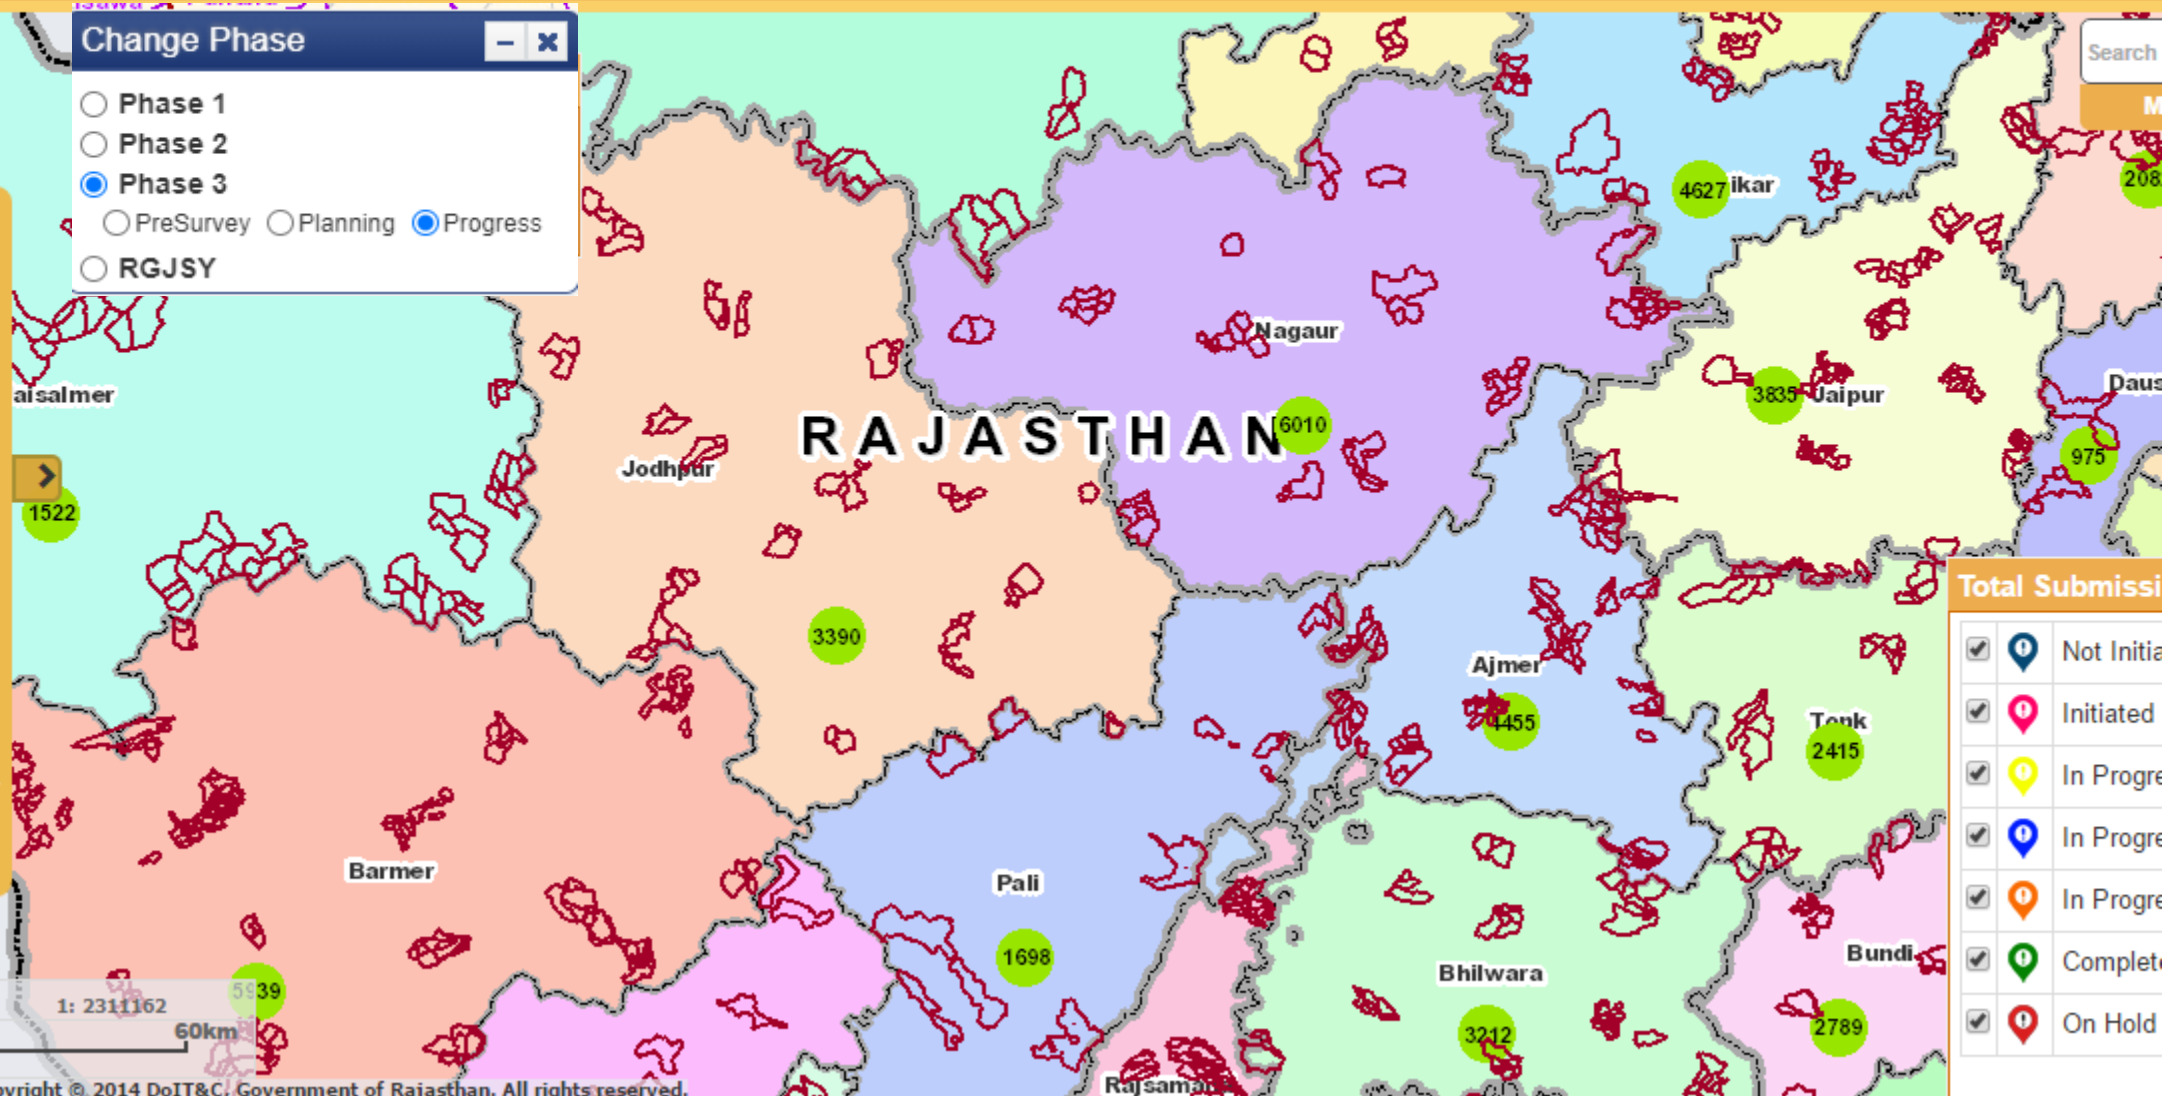 Change Phase
Phase 1
Phase 2
Phase 3
PreSurvey Planning Progress
RGJSY
Search
M
4627 ikar
208
Nagaur
aisalmer
3835 Jaipur
Daus
RAJASTHAN 6010
975
Jodhpur
1522
Total Submissi
3390
Not Initia
Ajmer
4455
Initiated
Tonk
2415
In Progre
In Progre
In Progre
Complete
On Hold
Barmer
Pali
1698
Bundi
Bhilwara
5939
1: 2311162
60km
3212
2789
Rajsama
pyright © 2014 DoIT&C, Government of Rajasthan. All rights reserved.